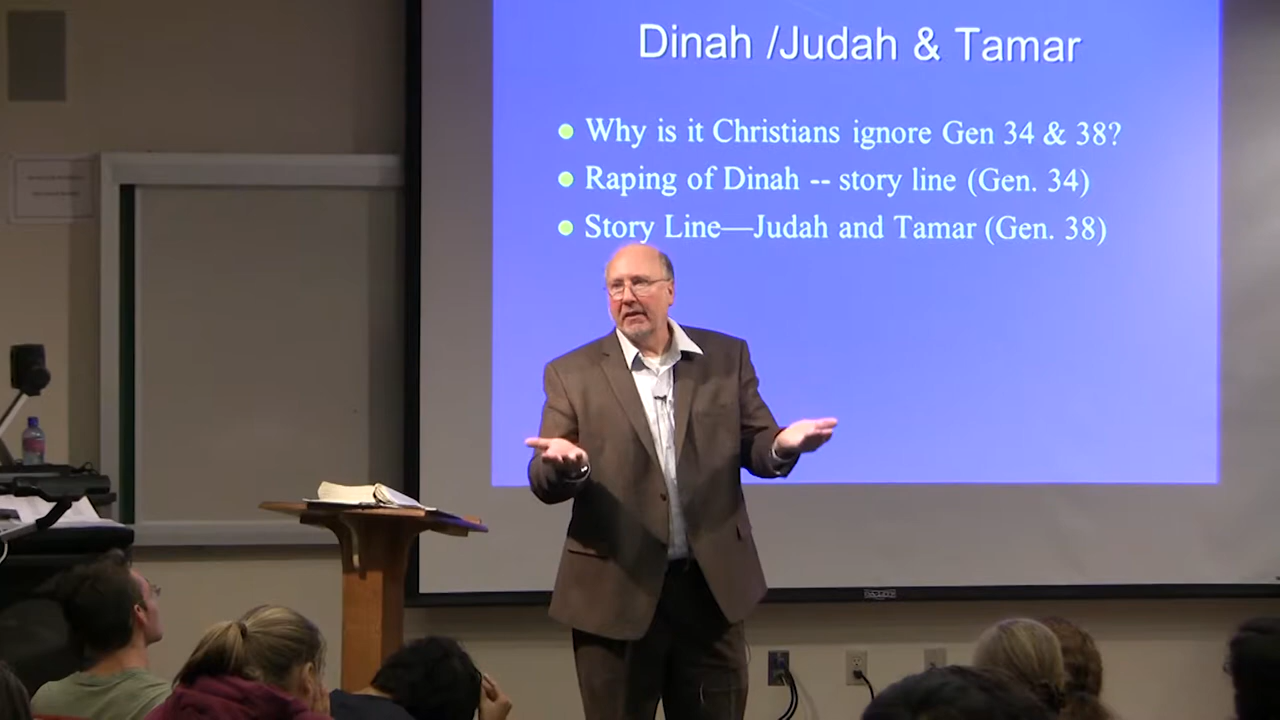 Dinah /Judah & Tamar
Why is it Christians ignore Gen 34 & 38?
Raping of Dinah -- story line (Gen. 34)
Story Line—Judah and Tamar (Gen. 38)